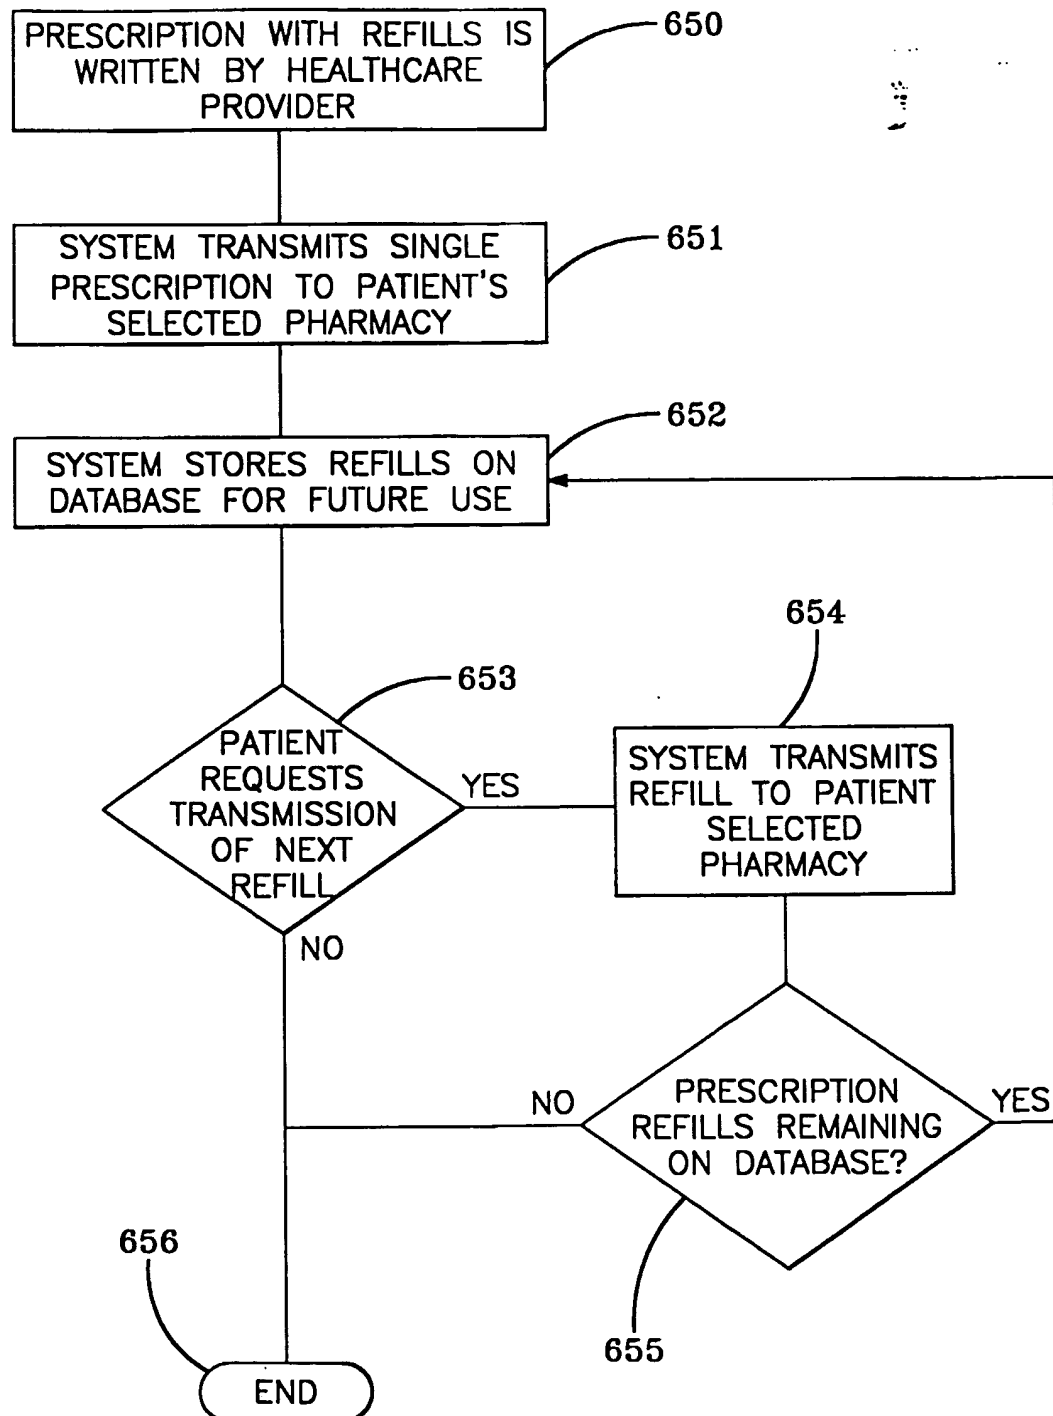 PRESCRIPTION WITH REFILLS IS
WRITTEN BY HEALTHCARE
PROVIDER
650
SYSTEM TRANSMITS SINGLE
PRESCRIPTION TO PATIENT'S
SELECTED PHARMACY
651
SYSTEM STORES REFILLS ON
DATABASE FOR FUTURE USE
652
PATIENT
REQUESTS
TRANSMISSION
OF NEXT
REFILL
653
YES
NO
SYSTEM TRANSMITS
REFILL TO PATIENT
SELECTED
PHARMACY
654
PRESCRIPTION
REFILLS REMAINING
ON DATABASE?
NO
YES
655
656
END